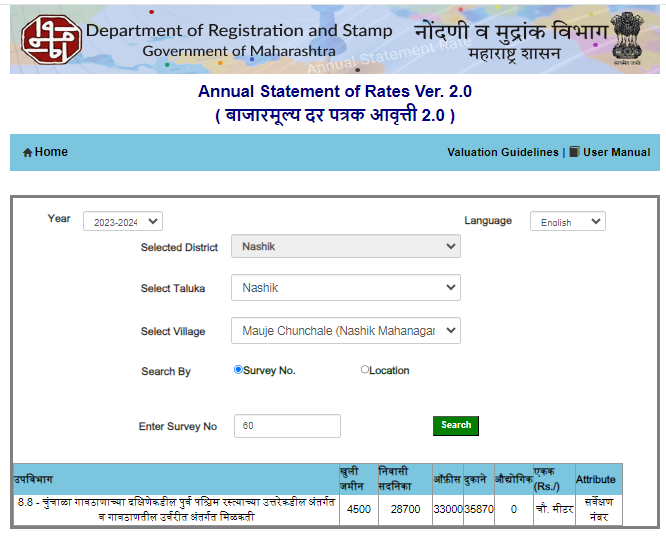 Department of Registration and Stamp
Government of Maharashtra
नोंदणी व मुद्रांक विभाग
महाराष्ट्र शासन
Annual Statement Rate
Annual Statement of Rates Ver. 2.0
( बाजारमूल्य दर पत्रक आवृत्ती 2.0 )
Home
Valuation Guidelines | User Manual
Year 2023-2024 Language English
Selected District Nashik
Select Taluka Nashik
Select Village Mauje Chunchale (Nashik Mahanagar
Search By Survey No. Location
Enter Survey No 60 Search
उपविभाग खुली जमीन निवासी सदनिका ऑफ़ीस दुकाने औद्योगिक एकक (Rs./) Attribute
8.8 - चुंचाळा गावठाणाच्या दक्षिणेकडील पुर्व पश्चिम रस्त्याच्या उत्तरेकडील अंतर्गत
व गावठाणतील उर्वरीत अंतर्गत मिळकती
4500 28700 33000 35870 0 चौ. मीटर सर्वेक्षण नंबर